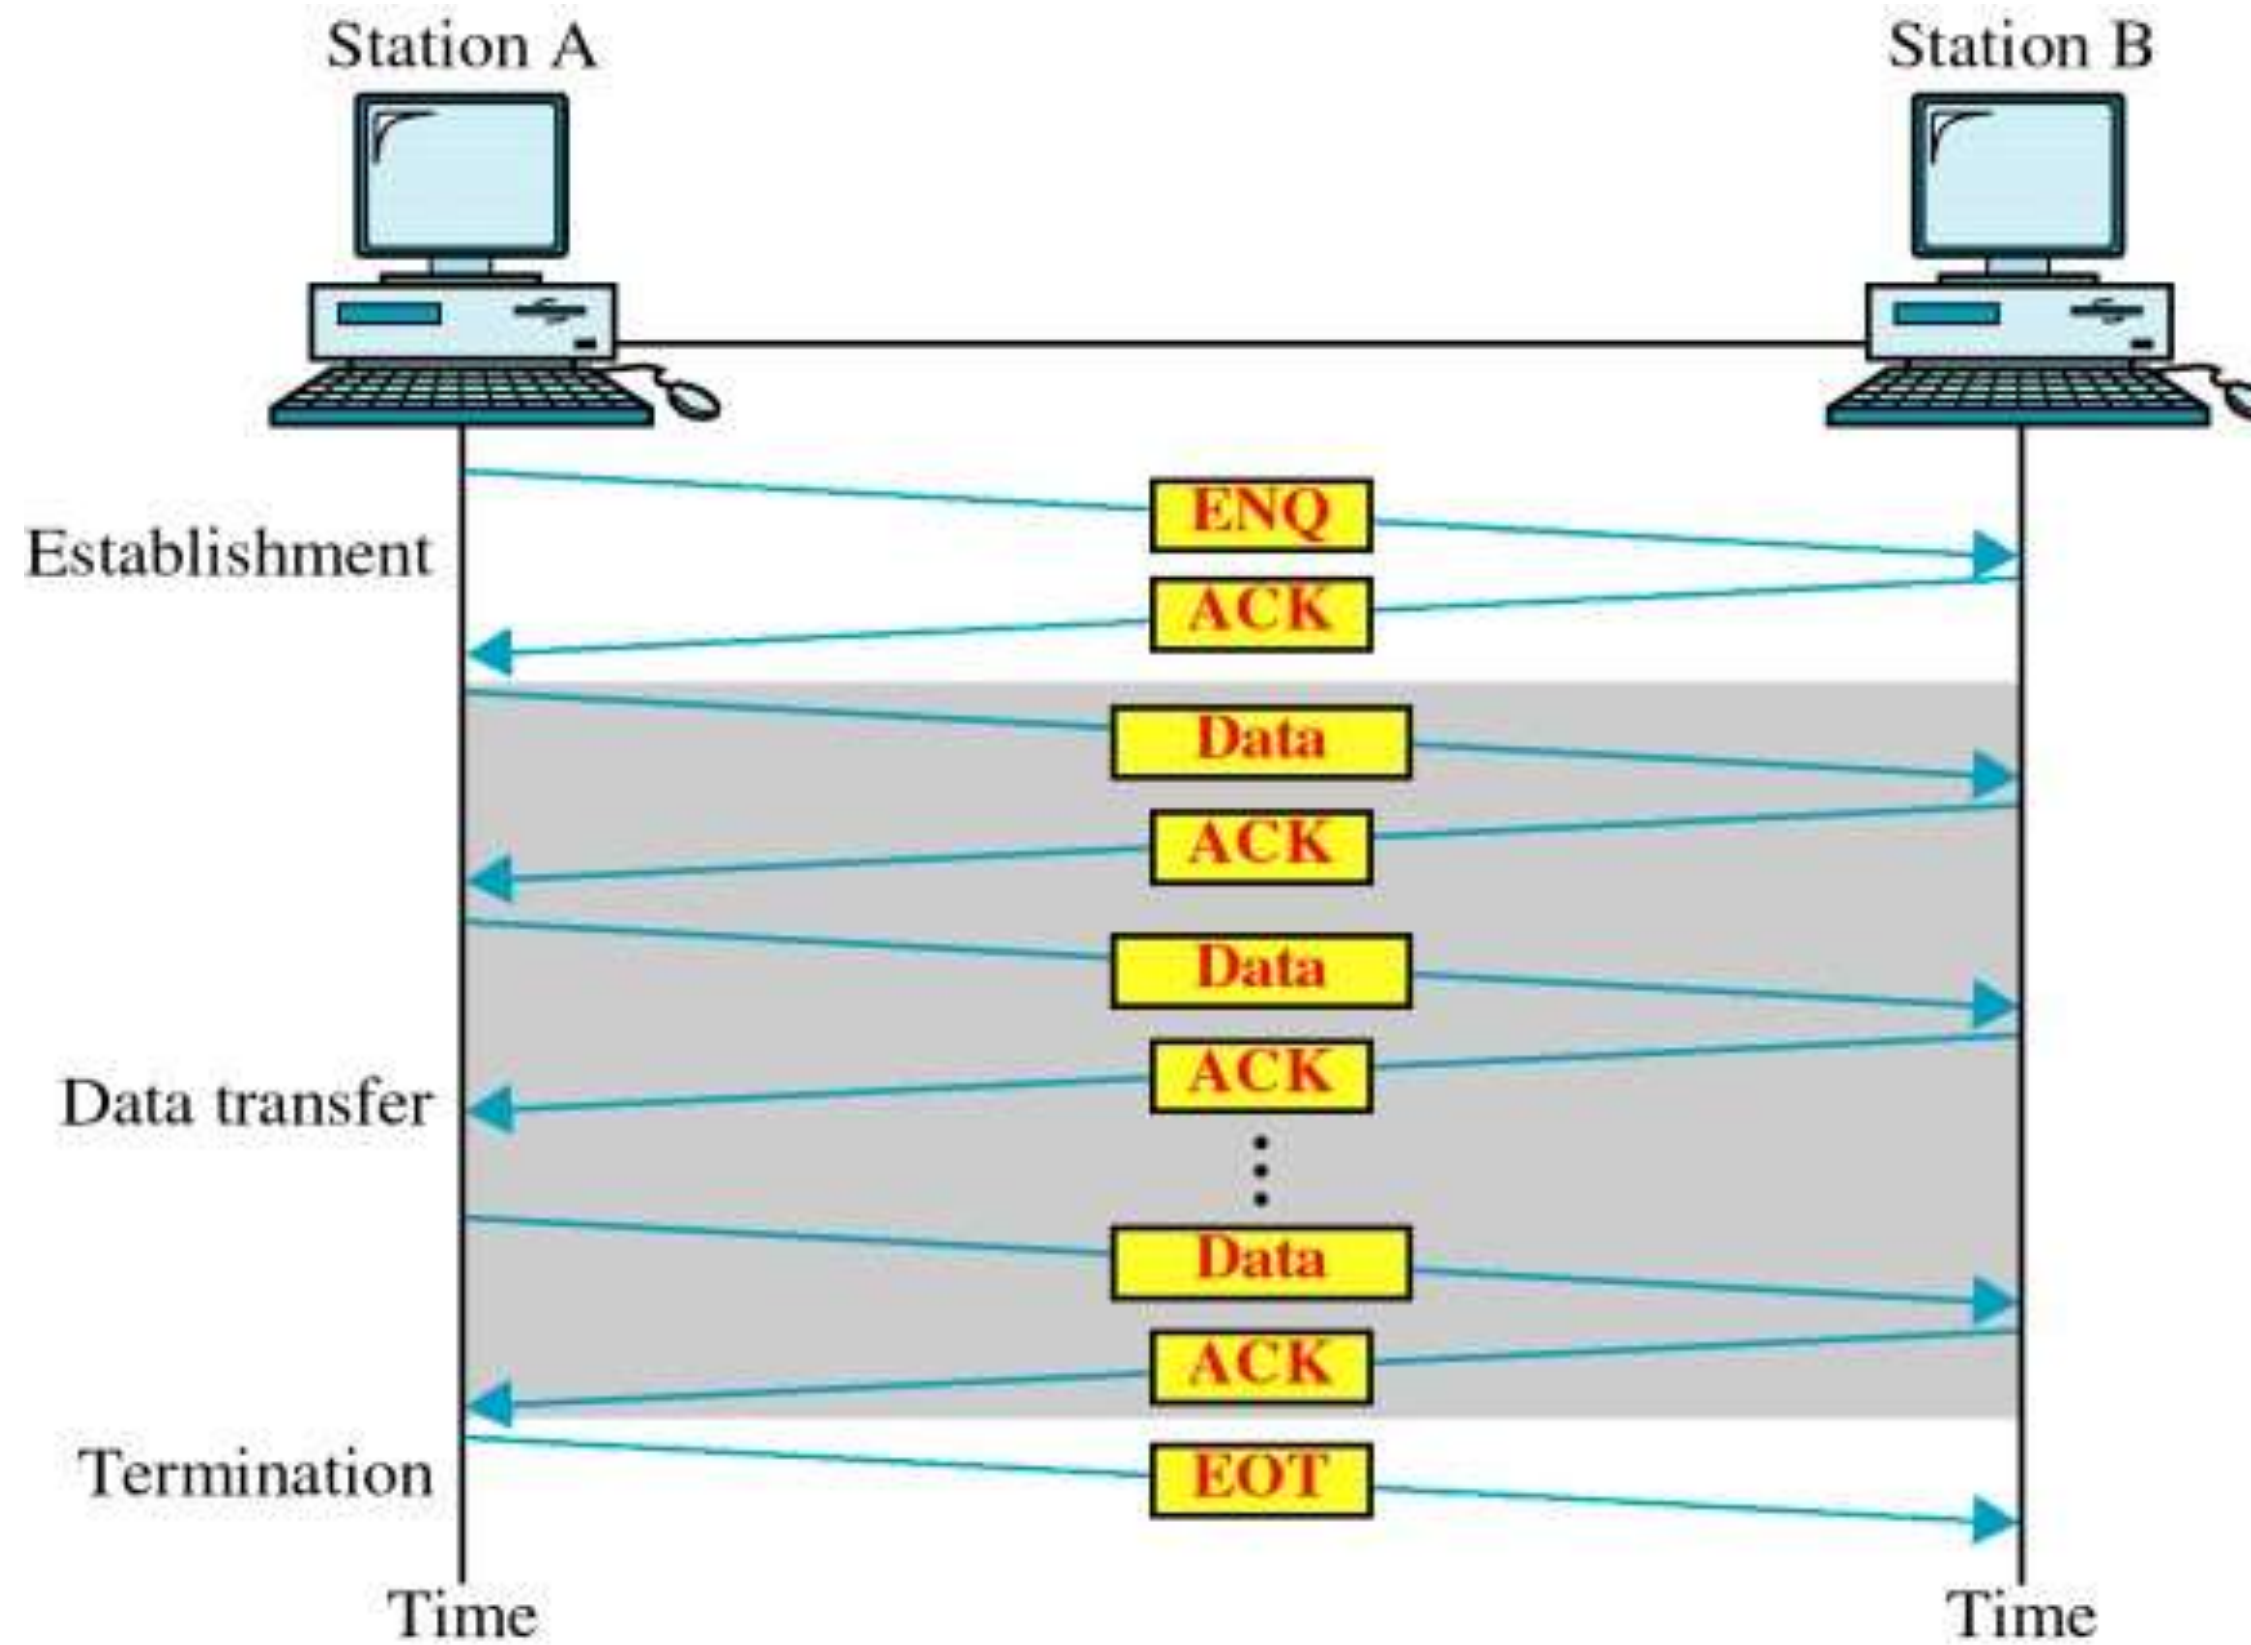 Station A
Station B
ENQ
Establishment
ACK
Data
ACK
Data
ACK
Data transfer
Data
ACK
Termination
EOT
Time
Time